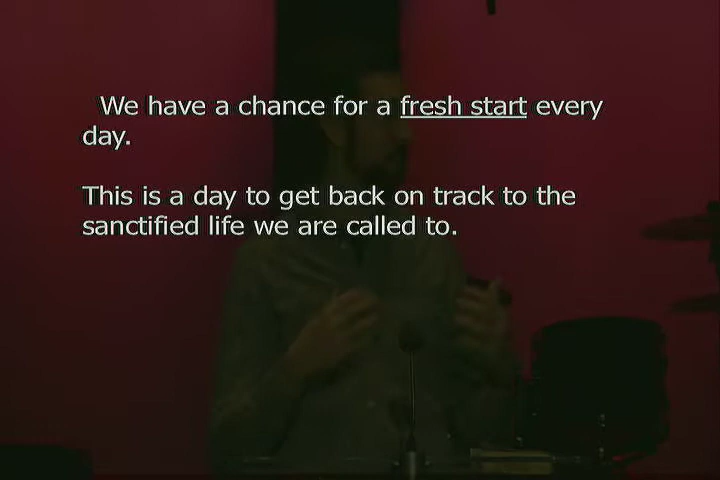 We have a chance for a fresh start every
day.
This is a day to get back on track to the
sanctified life we are called to.